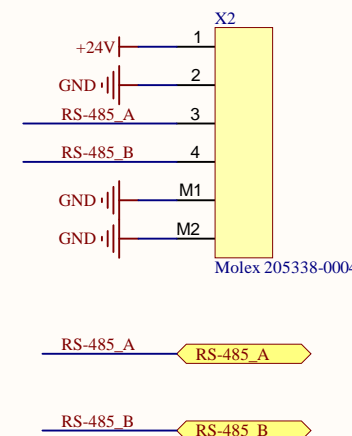 X2
+24V 1
GND 2
RS-485_A 3
RS-485_B 4
GND M1
GND M2
Molex 205338-0004
RS-485_A RS-485_A
RS-485_B RS-485_B